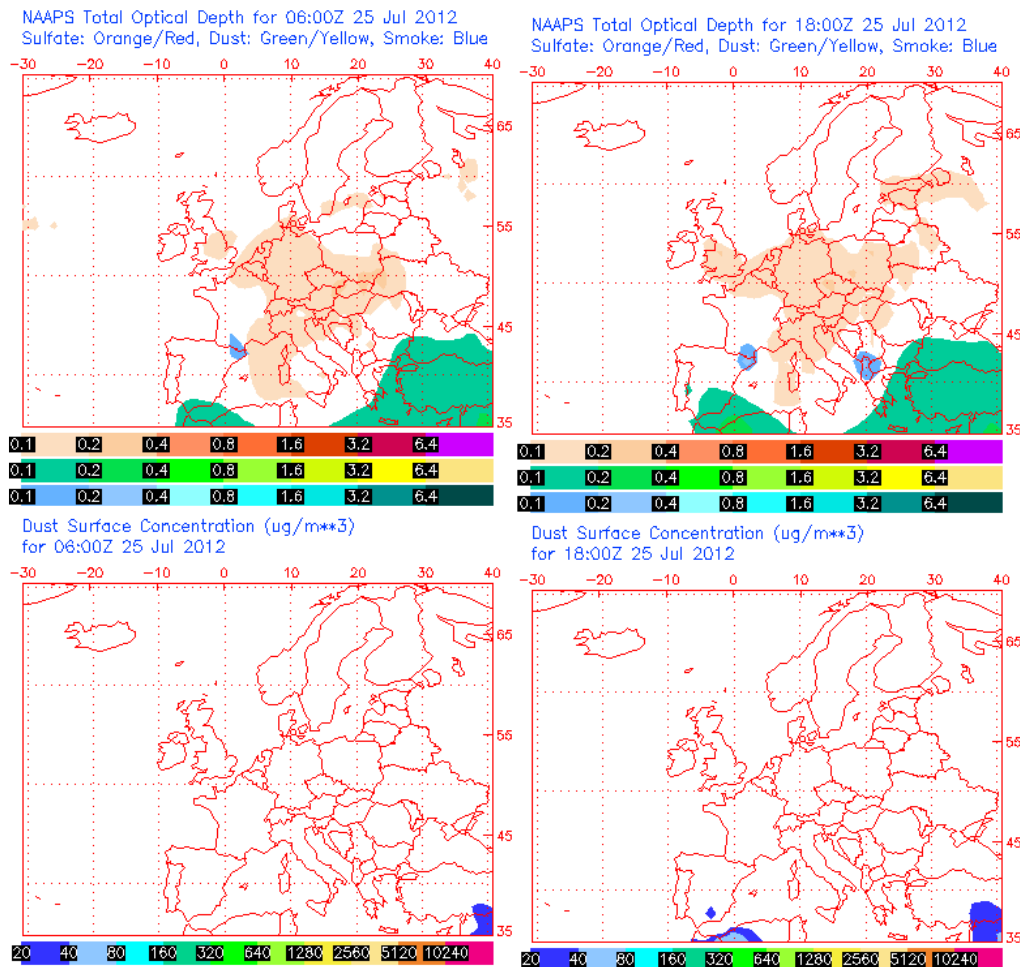 NAAPS Total Optical Depth for 06:00Z 25 Jul 2012
Sulfate: Orange/Red, Dust: Green/Yellow, Smoke: Blue
-30 -20 -10 0 10 20 30 40
65
55
45
35
0.1 0.2 0.4 0.8 1.6 3.2 6.4
0.1 0.2 0.4 0.8 1.6 3.2 6.4
0.1 0.2 0.4 0.8 1.6 3.2 6.4
NAAPS Total Optical Depth for 18:00Z 25 Jul 2012
Sulfate: Orange/Red, Dust: Green/Yellow, Smoke: Blue
-30 -20 -10 0 10 20 30 40
65
55
45
35
0.1 0.2 0.4 0.8 1.6 3.2 6.4
0.1 0.2 0.4 0.8 1.6 3.2 6.4
0.1 0.2 0.4 0.8 1.6 3.2 6.4
Dust Surface Concentration (ug/m**3)
for 06:00Z 25 Jul 2012
-30 -20 -10 0 10 20 30 40
65
55
45
35
20 40 80 160 320 640 1280 2560 5120 10240
Dust Surface Concentration (ug/m**3)
for 18:00Z 25 Jul 2012
-30 -20 -10 0 10 20 30 40
65
55
45
35
20 40 80 160 320 640 1280 2560 5120 10240